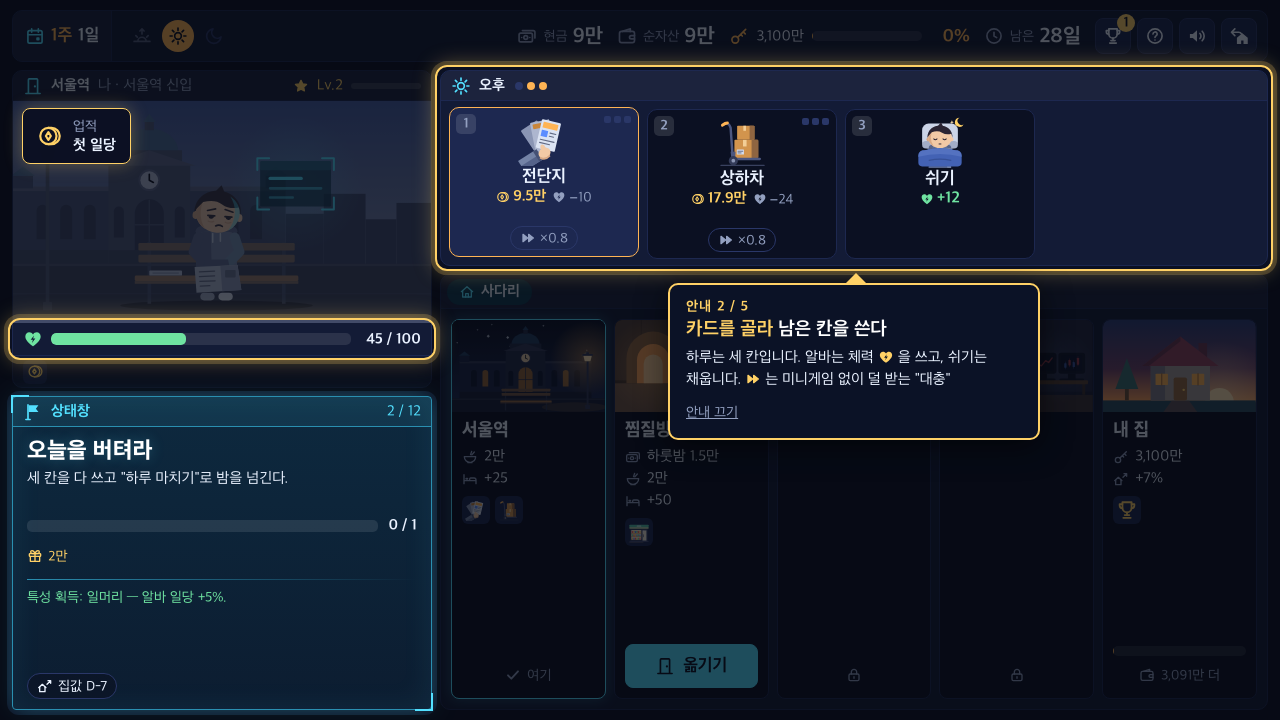 1주 1일
현금 9만
순자산 9만
3,100만
0%
남은 28일
1
서울역 나 · 서울역 신입
Lv.2
업적
첫 일당
45 / 100
상태창
2 / 12
오늘을 버텨라
세 칸을 다 쓰고 "하루 마치기"로 밤을 넘긴다.
0 / 1
2만
특성 획득: 일머리 — 알바 일당 +5%.
집값 D-7
오후
1
전단지
9.5만 −10
×0.8
2
상하차
17.9만 −24
×0.8
3
쉬기
+12
사다리
안내 2 / 5
카드를 골라 남은 칸을 쓴다
하루는 세 칸입니다. 알바는 체력 을 쓰고, 쉬기는
채웁니다. 는 미니게임 없이 덜 받는 "대충"
안내 끄기
서울역
2만
+25
여기
하룻밤 1.5만
2만
+50
옮기기
내 집
3,100만
+7%
3,091만 더